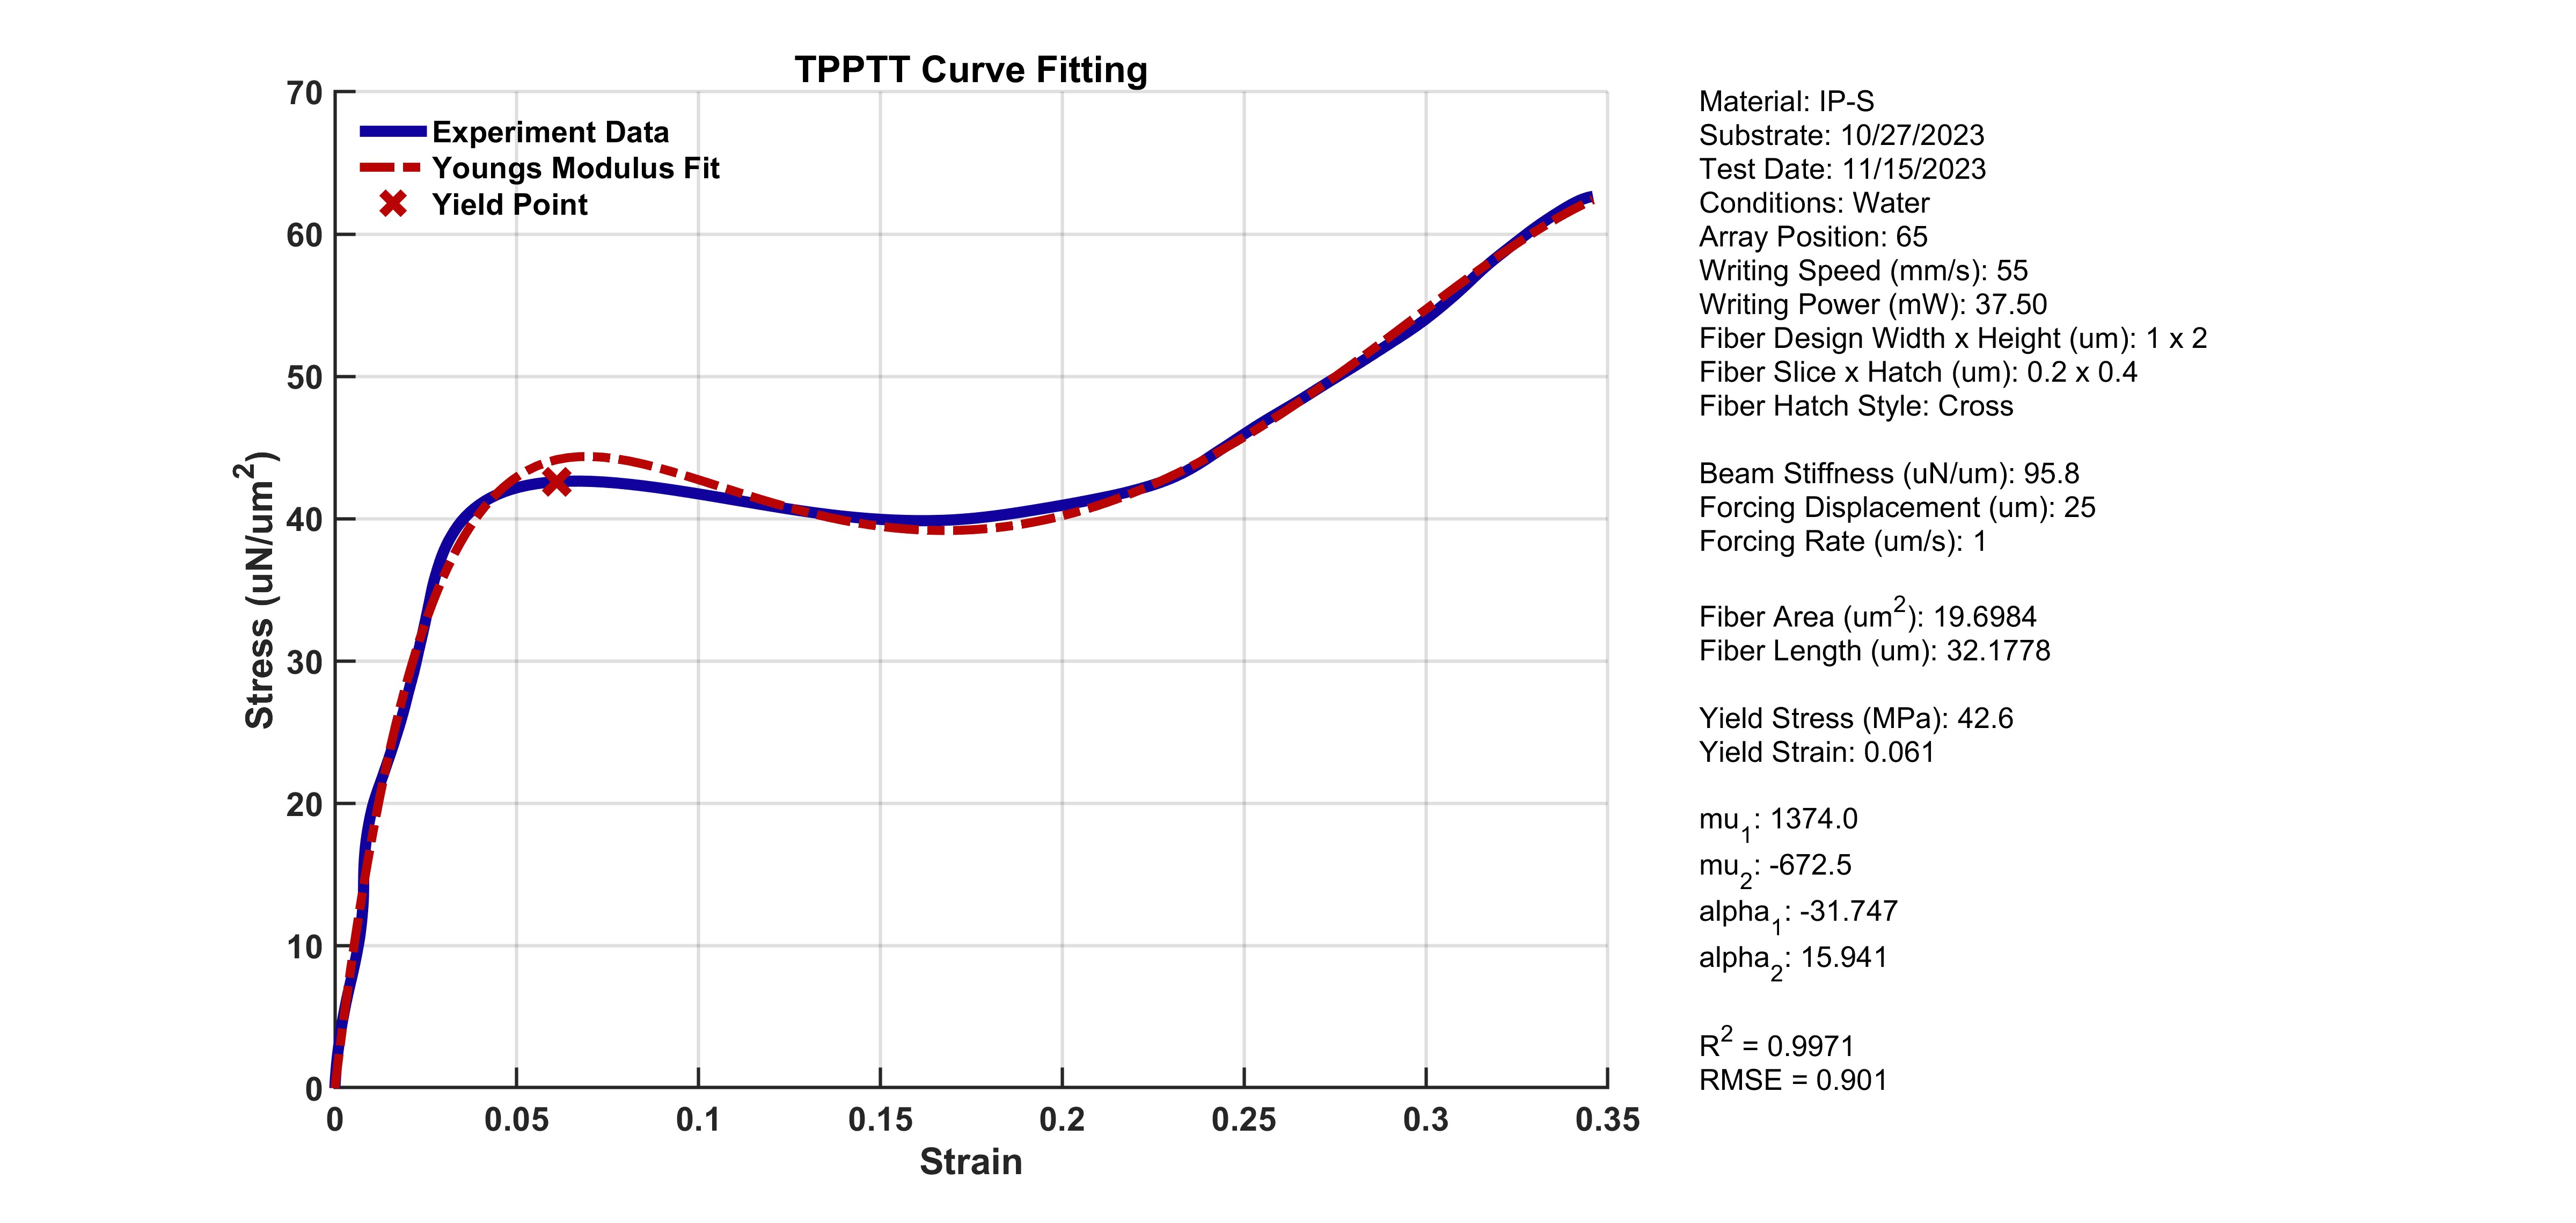 TPPTT Curve Fitting
70
60
50
40
30
20
10
0
Stress (uN/um²)
Experiment Data
Youngs Modulus Fit
Yield Point
0 0.05 0.1 0.15 0.2 0.25 0.3 0.35
Strain
Material: IP-S
Substrate: 10/27/2023
Test Date: 11/15/2023
Conditions: Water
Array Position: 65
Writing Speed (mm/s): 55
Writing Power (mW): 37.50
Fiber Design Width x Height (um): 1 x 2
Fiber Slice x Hatch (um): 0.2 x 0.4
Fiber Hatch Style: Cross
Beam Stiffness (uN/um): 95.8
Forcing Displacement (um): 25
Forcing Rate (um/s): 1
Fiber Area (um²): 19.6984
Fiber Length (um): 32.1778
Yield Stress (MPa): 42.6
Yield Strain: 0.061
mu₁: 1374.0
mu₂: -672.5
alpha₁: -31.747
alpha₂: 15.941
R² = 0.9971
RMSE = 0.901